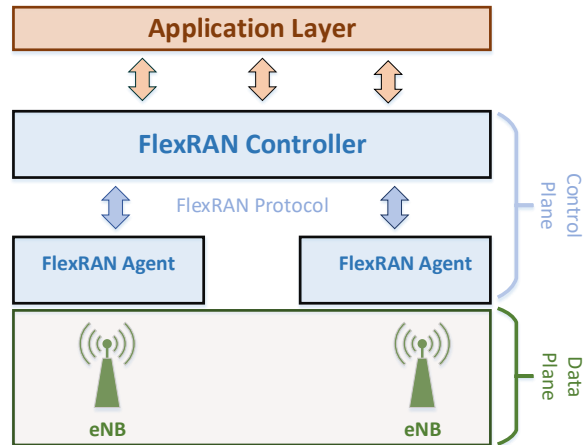 Application Layer
FlexRAN Controller
FlexRAN Protocol
FlexRAN Agent
FlexRAN Agent
Control
Plane
eNB
eNB
Data
Plane